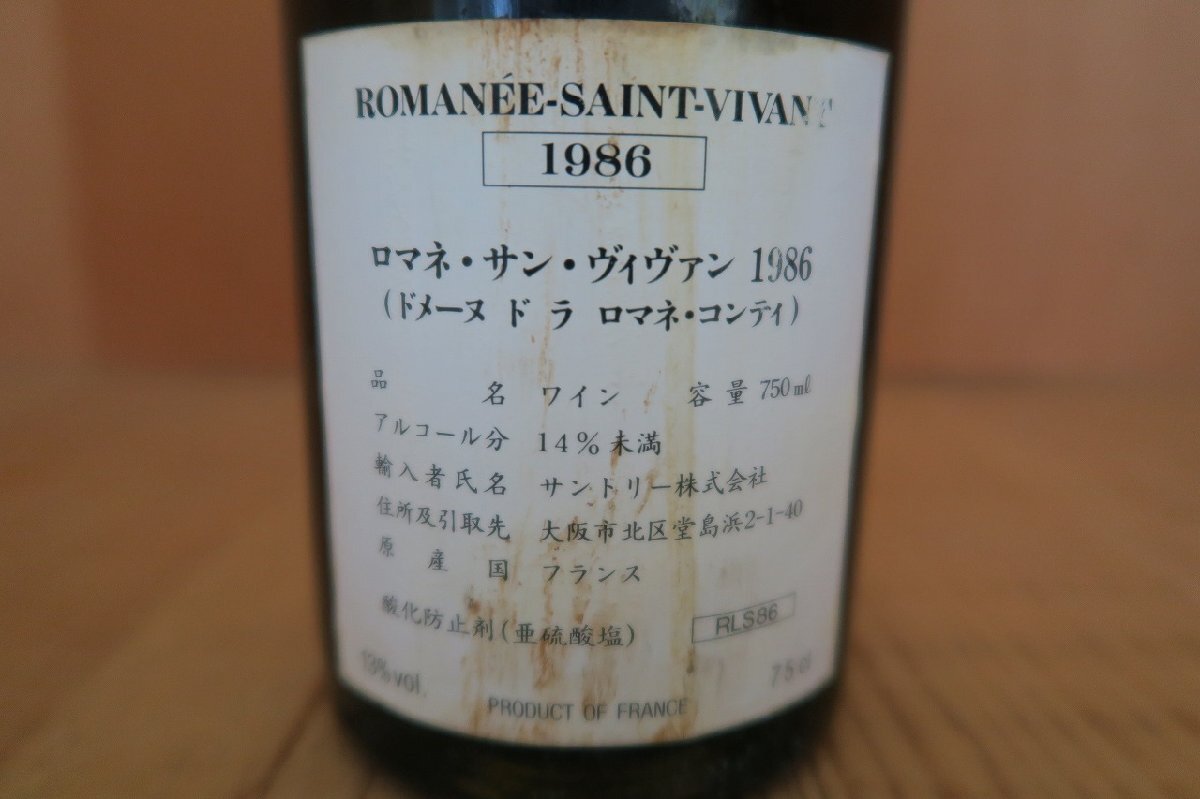 ROMANÉE-SAINT-VIVANT
1986
ロマネ・サン・ヴィヴァン 1986
(ドメーヌ ド ラ ロマネ・コンティ)
品 名 ワイン 容量 750ml
アルコール分 14%未満
輸入者氏名 サントリー株式会社
住所及引取先 大阪市北区堂島浜2-1-40
原産国 フランス
酸化防止剤(亜硫酸塩) RLS86
13%vol. 75cl
PRODUCT OF FRANCE